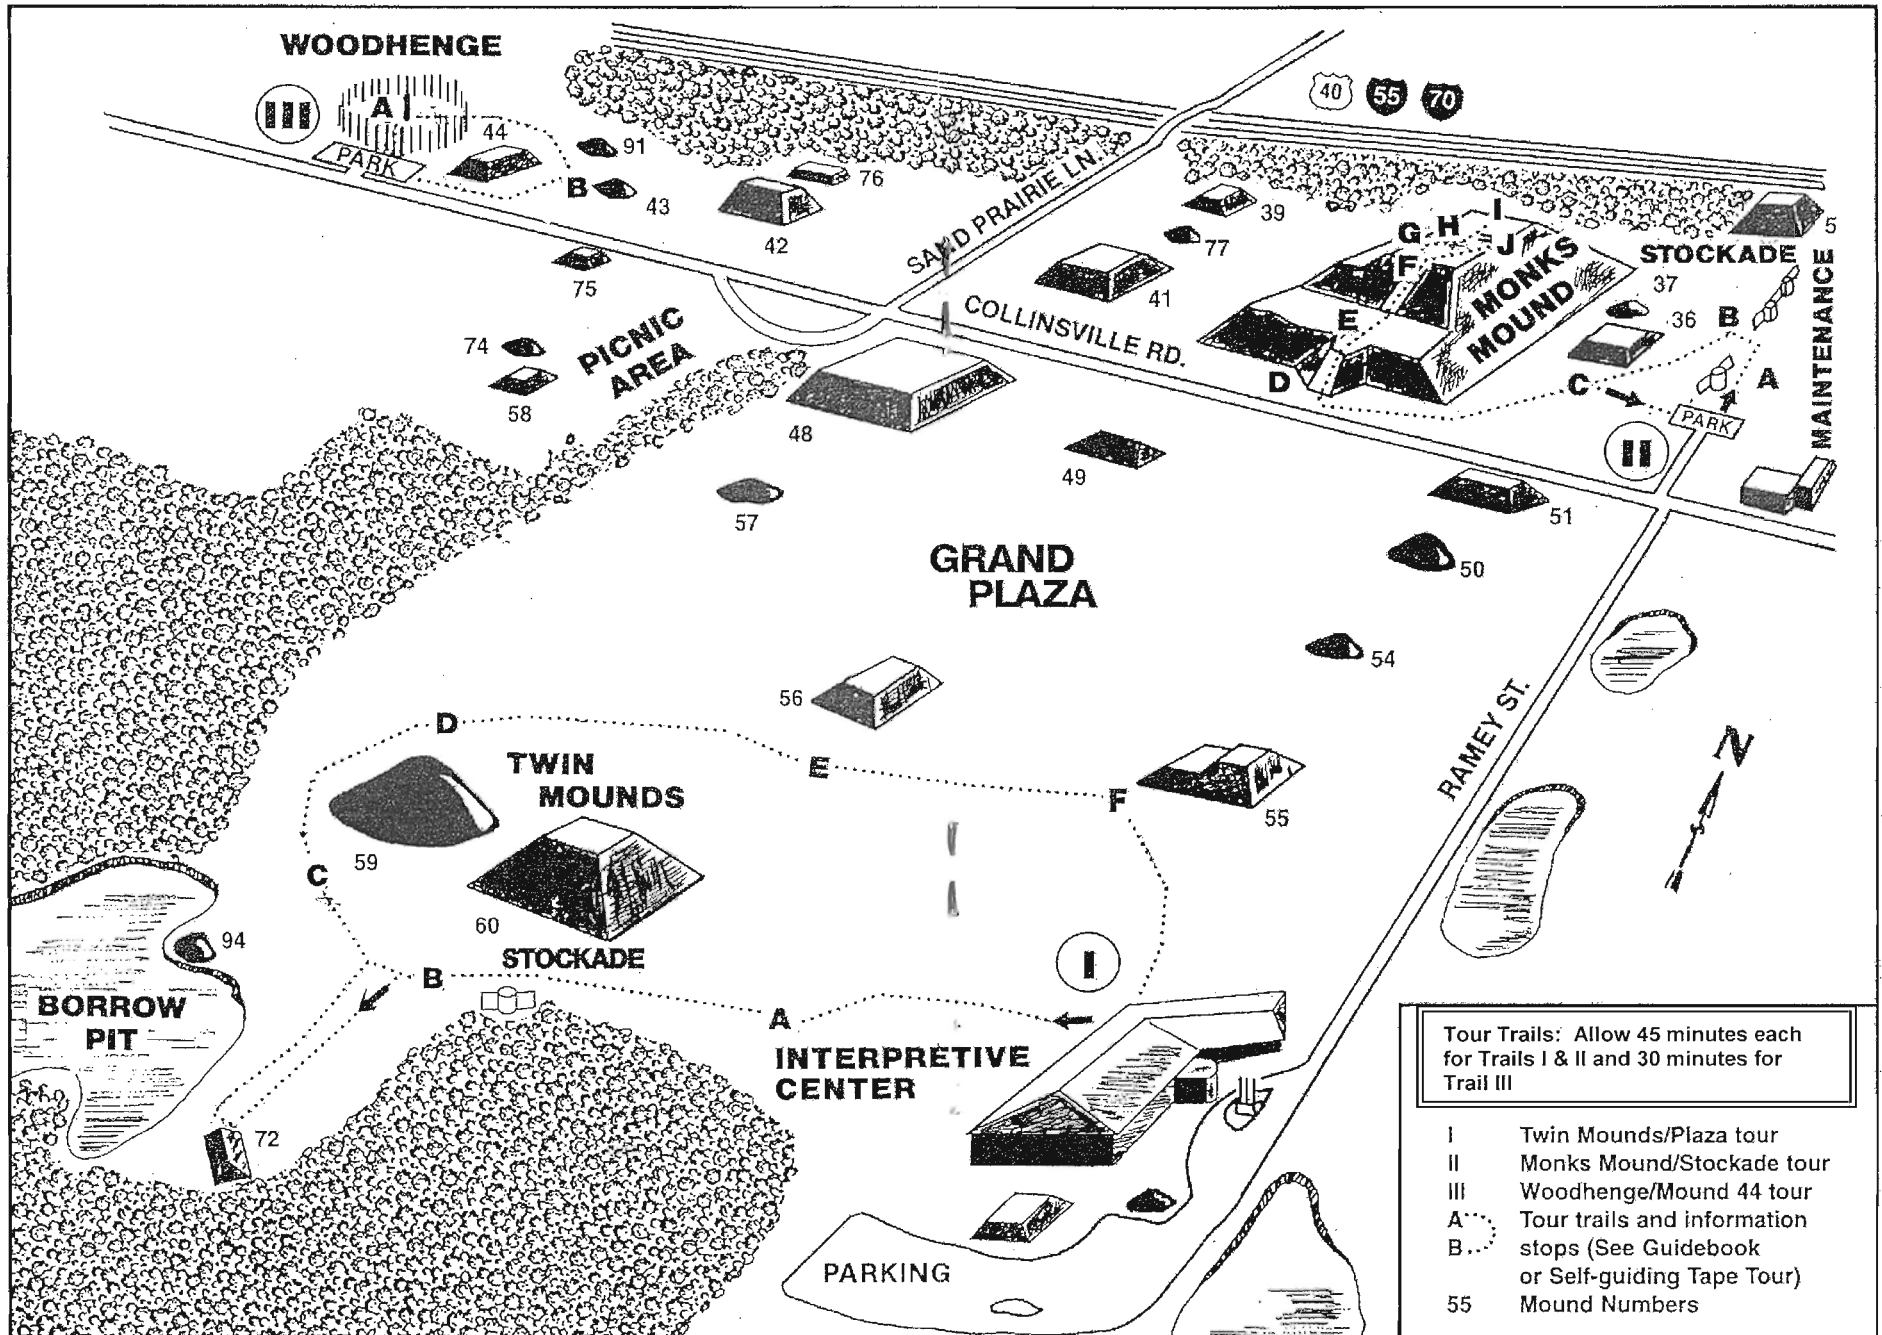 WOODHENGE
III
A
PARK
44
91
B
43
76
42
75
SAND PRAIRIE LN.
40
55
70
39
77
41
COLLINSVILLE RD.
G
H
I
F
J
E
D
MONKS
MOUND
5
STOCKADE
37
36
B
C
A
PARK
MAINTENANCE
II
74
58
PICNIC
AREA
48
49
57
51
50
54
GRAND
PLAZA
56
RAMEY ST.
N
D
TWIN
MOUNDS
E
F
55
59
C
60
STOCKADE
94
B
BORROW
PIT
72
I
A
INTERPRETIVE
CENTER
PARKING
Tour Trails: Allow 45 minutes each
for Trails I & II and 30 minutes for
Trail III
I Twin Mounds/Plaza tour
II Monks Mound/Stockade tour
III Woodhenge/Mound 44 tour
A Tour trails and information
B stops (See Guidebook
or Self-guiding Tape Tour)
55 Mound Numbers